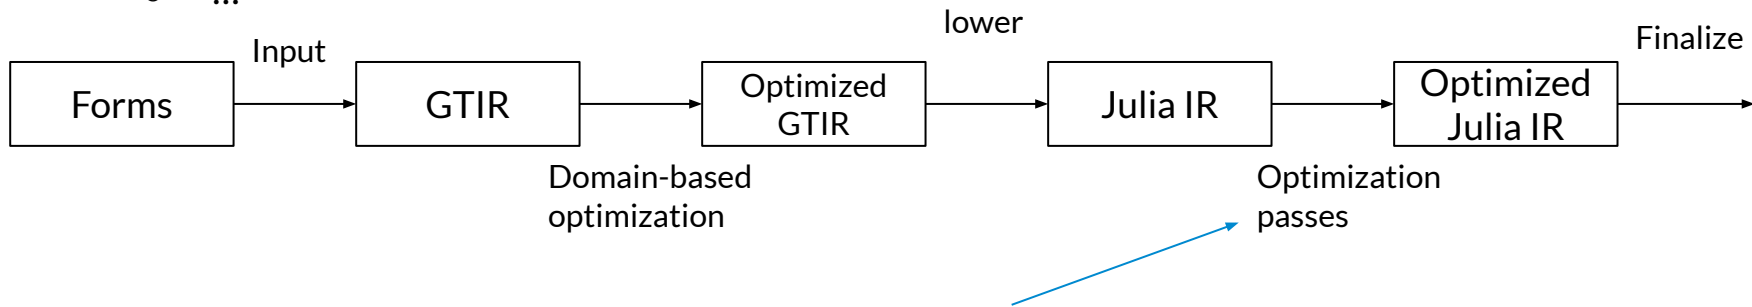 ...
Input
lower
Finalize
Forms
GTIR
Optimized
GTIR
Julia IR
Optimized
Julia IR
Domain-based
optimization
Optimization
passes